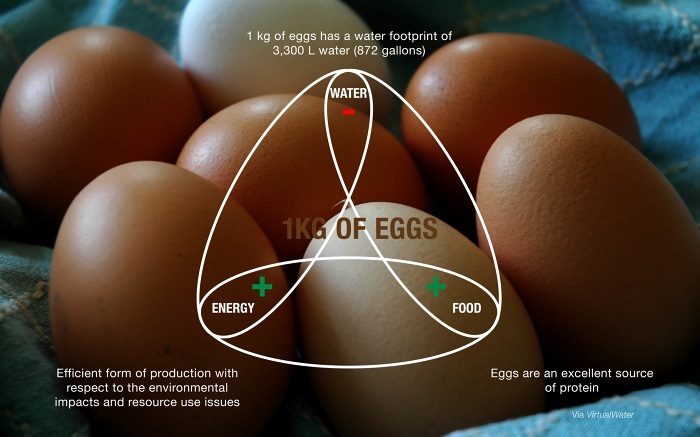 1 kg of eggs has a water footprint of
3,300 L water (872 gallons)
WATER
-
1KG OF EGGS
+
+
ENERGY
FOOD
Efficient form of production with
respect to the environmental
impacts and resource use issues
Eggs are an excellent source
of protein
Via VirtualWater